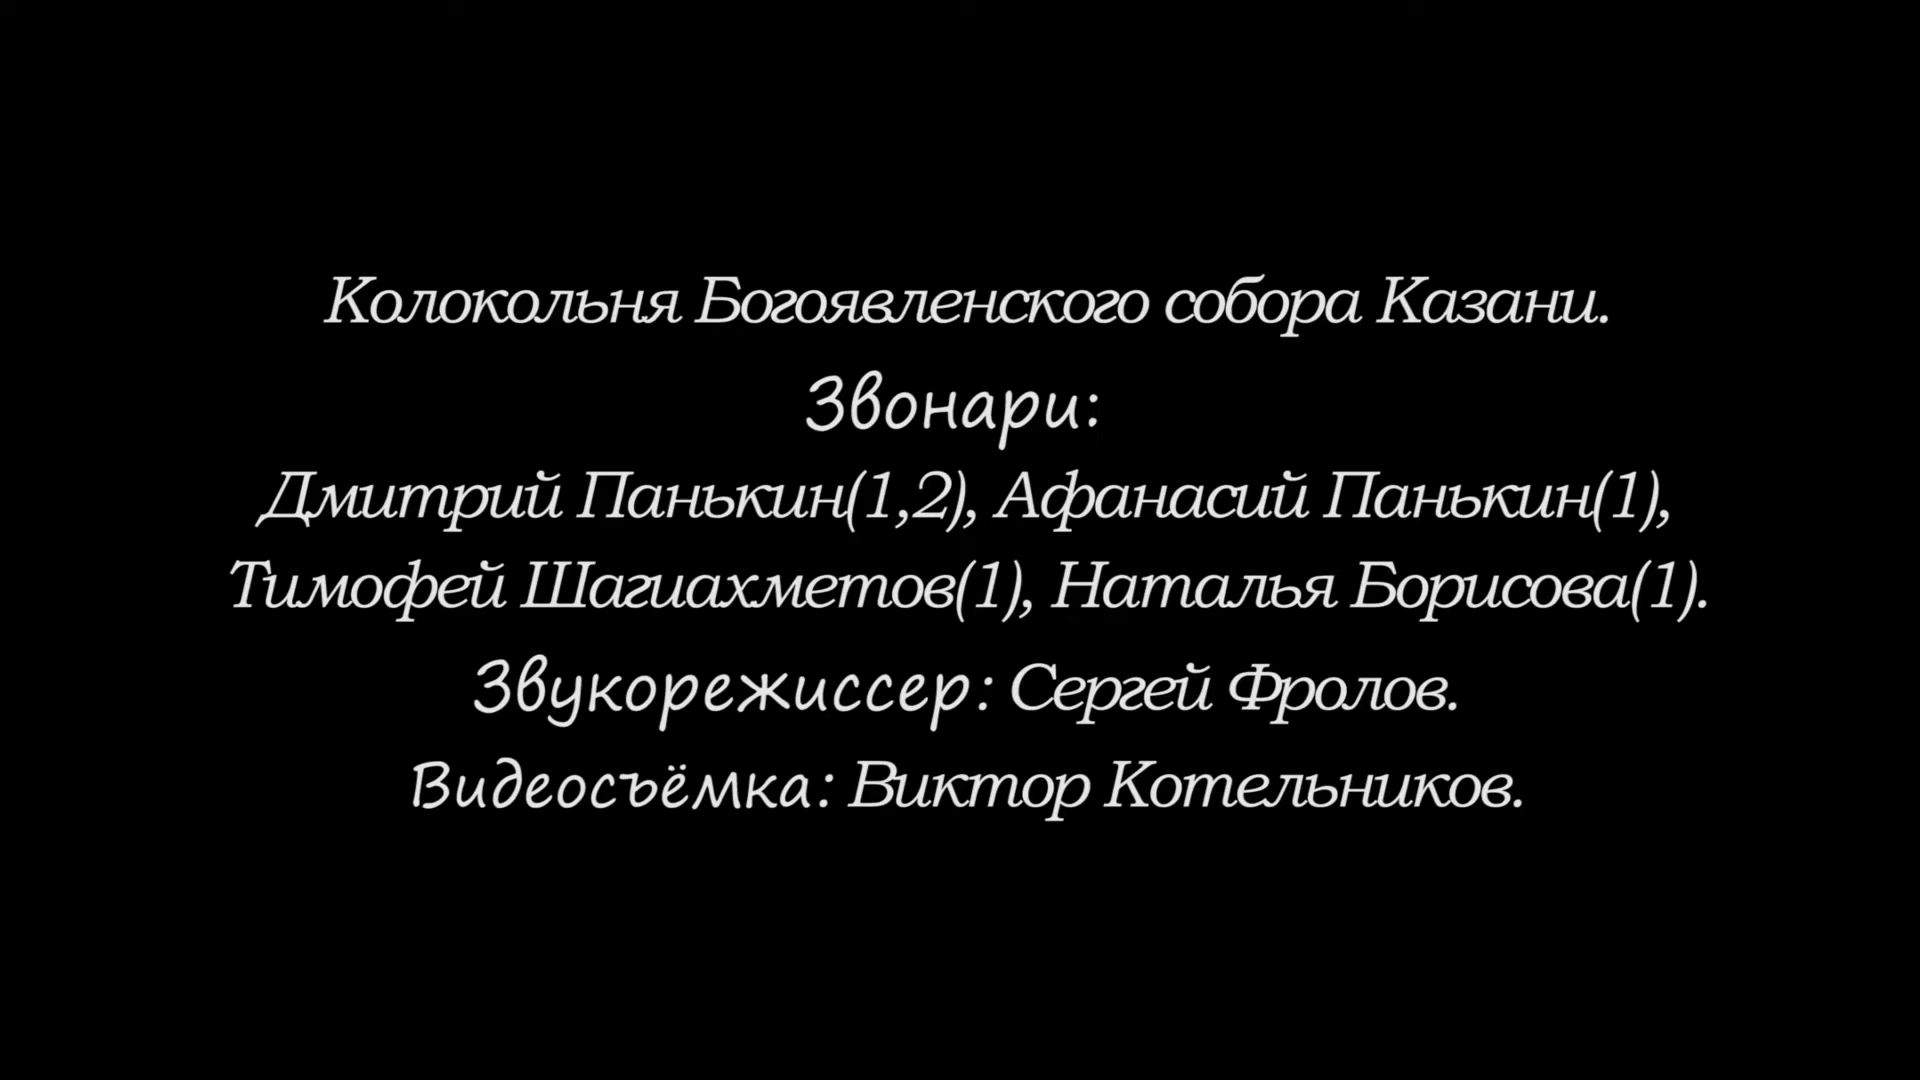 Колокольня Богоявленского собора Казани.
Звонари:
Дмитрий Панькин(1,2), Афанасий Панькин(1),
Тимофей Шагиахметов(1), Наталья Борисова(1).
Звукорежиссер: Сергей Фролов.
Видеосъёмка: Виктор Котельников.